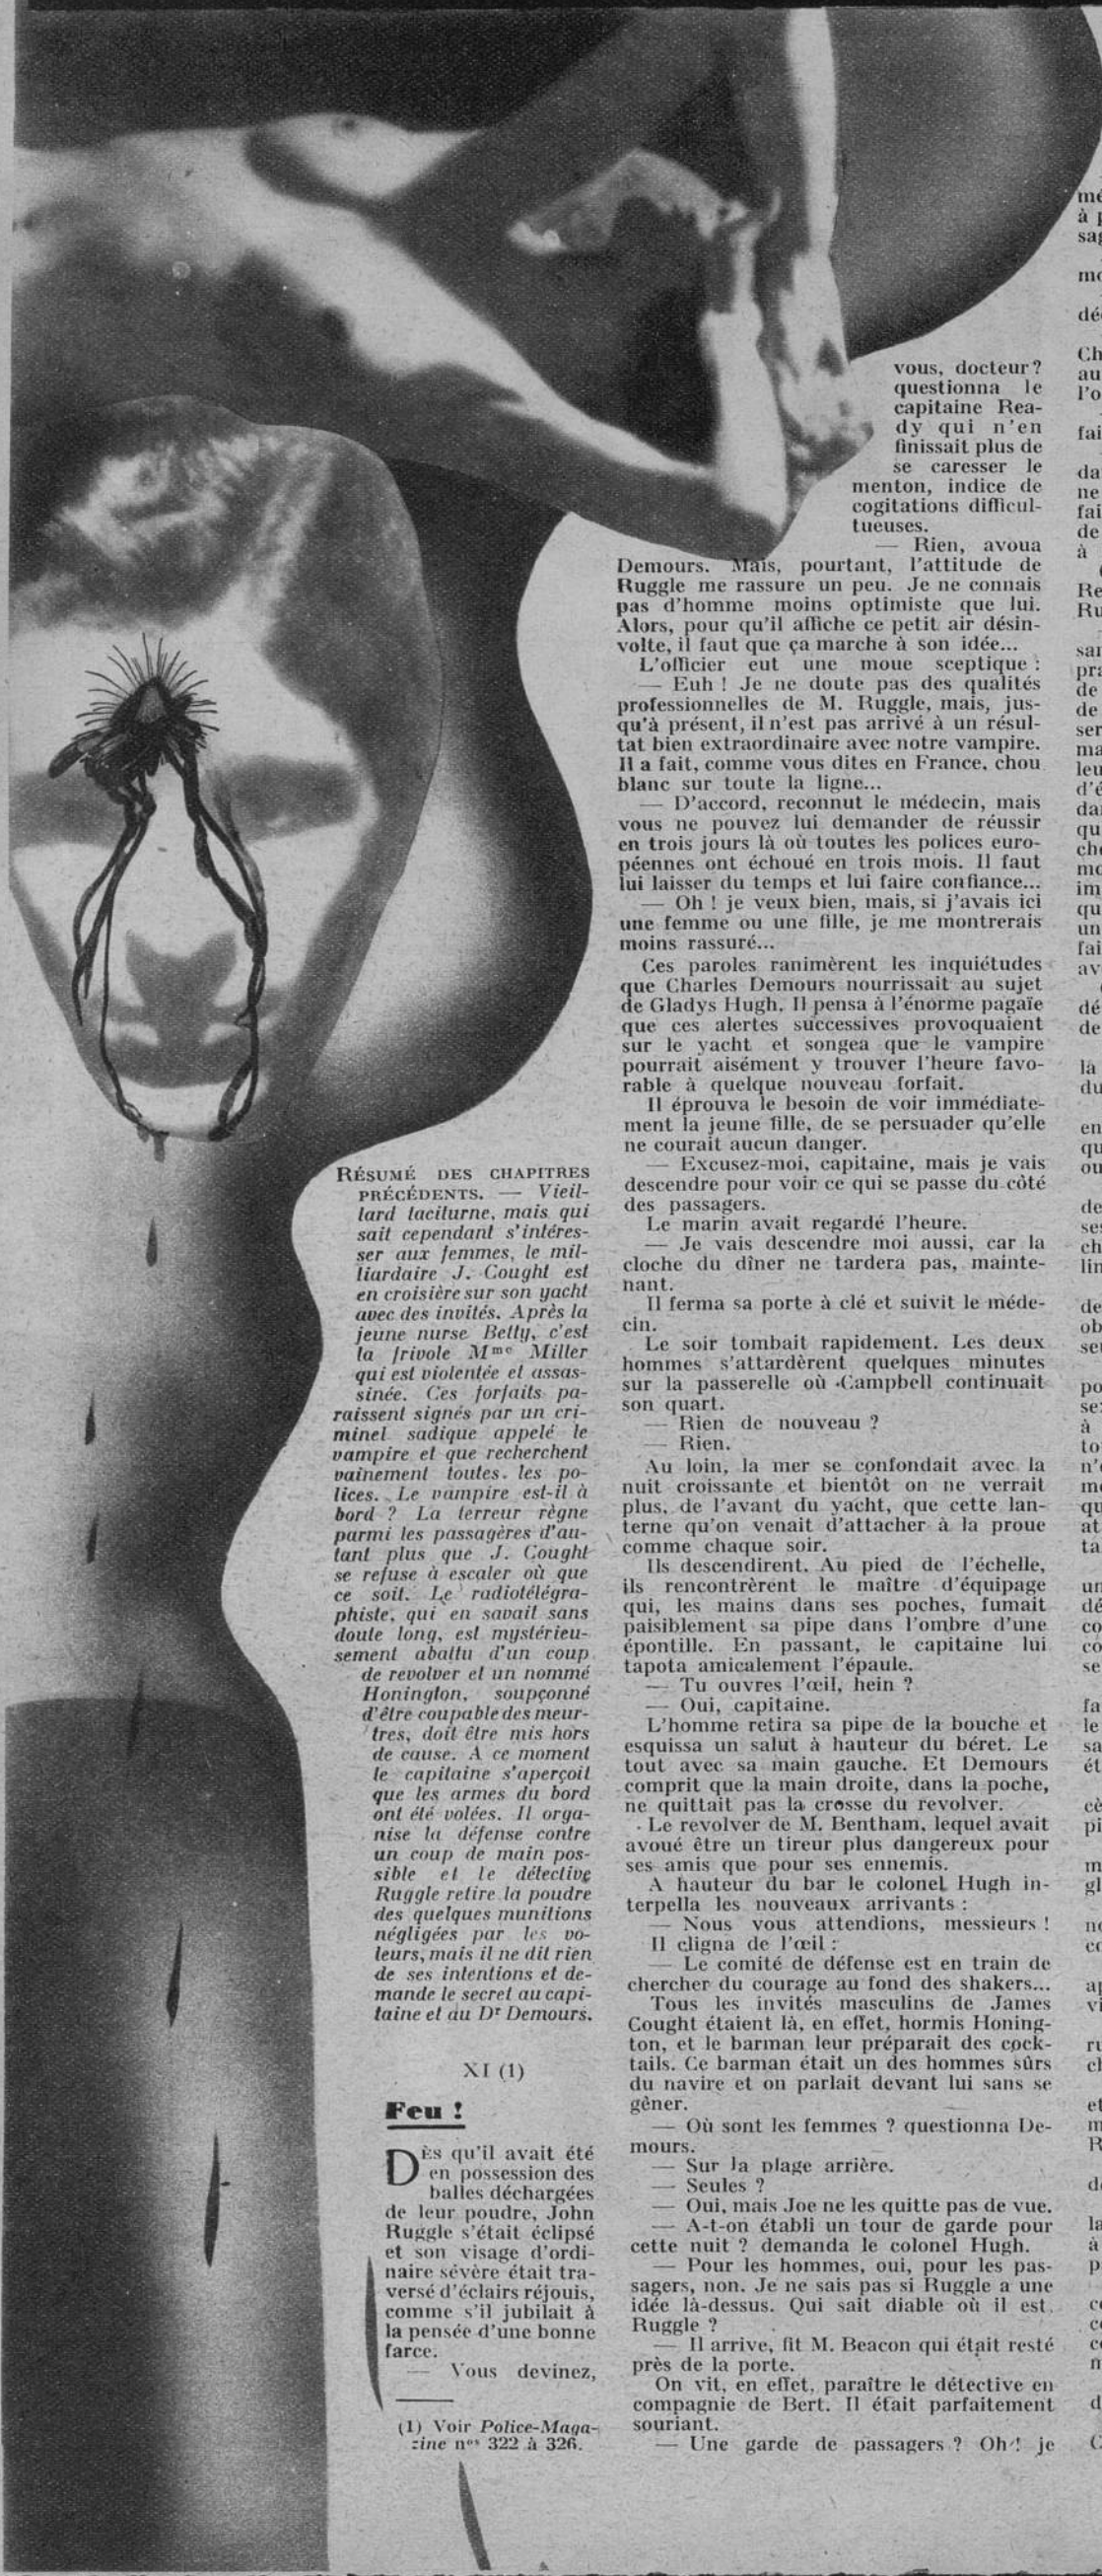 RÉSUMÉ DES CHAPITRES
PRÉCÉDENTS. — Vieil-
lard taciturne, mais qui
sait cependant s'intéres-
ser aux femmes, le mil-
liardaire J. Cought est
en croisière sur son yacht
avec des invités. Après la
jeune nurse Betty, c'est
la frivole Mme Miller
qui est violentée et assas-
sinée. Ces forfaits pa-
raissent signés par un cri-
minel sadique appelé le
vampire et que recherchent
vainement toutes les po-
lices. Le vampire est-il à
bord ? La terreur règne
parmi les passagères d'au-
tant plus que J. Cought
se refuse à escaler où que
ce soit. Le radiotélégra-
phiste, qui en savait sans
doute long, est mystérieu-
sement abattu d'un coup
de revolver et un nommé
Honington, soupçonné
d'être coupable des meur-
tres, doit être mis hors
de cause. A ce moment
le capitaine s'aperçoit
que les armes du bord
ont été volées. Il orga-
nise la défense contre
un coup de main pos-
sible et le détective
Ruggle retire la poudre
des quelques munitions
négligées par les vo-
leurs, mais il ne dit rien
de ses intentions et de-
mande le secret au capi-
taine et au Dr Demours.
XI (1)
Feu !
DÈS qu'il avait été
en possession des
balles déchargées
de leur poudre, John
Ruggle s'était éclipsé
et son visage d'ordi-
naire sévère était tra-
versé d'éclairs réjouis,
comme s'il jubilait à
la pensée d'une bonne
farce.
— Vous devinez,
(1) Voir Police-Maga-
zine nos 322 à 326.
vous, docteur ?
questionna le
capitaine Rea-
dy qui n'en
finissait plus de
se caresser le
menton, indice de
cogitations difficul-
tueuses.
— Rien, avoua
Demours. Mais, pourtant, l'attitude de
Ruggle me rassure un peu. Je ne connais
pas d'homme moins optimiste que lui.
Alors, pour qu'il affiche ce petit air désin-
volte, il faut que ça marche à son idée...
L'officier eut une moue sceptique :
— Euh ! Je ne doute pas des qualités
professionnelles de M. Ruggle, mais, jus-
qu'à présent, il n'est pas arrivé à un résul-
tat bien extraordinaire avec notre vampire.
Il a fait, comme vous dites en France, chou
blanc sur toute la ligne...
— D'accord, reconnut le médecin, mais
vous ne pouvez lui demander de réussir
en trois jours là où toutes les polices euro-
péennes ont échoué en trois mois. Il faut
lui laisser du temps et lui faire confiance...
— Oh ! je veux bien, mais, si j'avais ici
une femme ou une fille, je me montrerais
moins rassuré...
Ces paroles ranimèrent les inquiétudes
que Charles Demours nourrissait au sujet
de Gladys Hugh. Il pensa à l'énorme pagaïe
que ces alertes successives provoquaient
sur le yacht et songea que le vampire
pourrait aisément y trouver l'heure favo-
rable à quelque nouveau forfait.
Il éprouva le besoin de voir immédiate-
ment la jeune fille, de se persuader qu'elle
ne courait aucun danger.
— Excusez-moi, capitaine, mais je vais
descendre pour voir ce qui se passe du côté
des passagers.
Le marin avait regardé l'heure.
— Je vais descendre moi aussi, car la
cloche du dîner ne tardera pas, mainte-
nant.
Il ferma sa porte à clé et suivit le méde-
cin.
Le soir tombait rapidement. Les deux
hommes s'attardèrent quelques minutes
sur la passerelle où Campbell continuait
son quart.
— Rien de nouveau ?
— Rien.
Au loin, la mer se confondait avec la
nuit croissante et bientôt on ne verrait
plus, de l'avant du yacht, que cette lan-
terne qu'on venait d'attacher à la proue
comme chaque soir.
Ils descendirent. Au pied de l'échelle,
ils rencontrèrent le maître d'équipage
qui, les mains dans ses poches, fumait
paisiblement sa pipe dans l'ombre d'une
épontille. En passant, le capitaine lui
tapota amicalement l'épaule.
— Tu ouvres l'œil, hein ?
— Oui, capitaine.
L'homme retira sa pipe de la bouche et
esquissa un salut à hauteur du béret. Le
tout avec sa main gauche. Et Demours
comprit que la main droite, dans la poche,
ne quittait pas la crosse du revolver.
Le revolver de M. Bentham, lequel avait
avoué être un tireur plus dangereux pour
ses amis que pour ses ennemis.
A hauteur du bar le colonel Hugh in-
terpella les nouveaux arrivants :
— Nous vous attendions, messieurs !
Il cligna de l'œil :
— Le comité de défense est en train de
chercher du courage au fond des shakers...
Tous les invités masculins de James
Cought étaient là, en effet, hormis Honing-
ton, et le barman leur préparait des cock-
tails. Ce barman était un des hommes sûrs
du navire et on parlait devant lui sans se
gêner.
— Où sont les femmes ? questionna De-
mours.
— Sur la plage arrière.
— Seules ?
— Oui, mais Joe ne les quitte pas de vue.
— A-t-on établi un tour de garde pour
cette nuit ? demanda le colonel Hugh.
— Pour les hommes, oui, pour les pas-
sagers, non. Je ne sais pas si Ruggle a une
idée là-dessus. Qui sait diable où il est,
Ruggle ?
— Il arrive, fit M. Beacon qui était resté
près de la porte.
On vit, en effet, paraître le détective en
compagnie de Bert. Il était parfaitement
souriant.
— Une garde de passagers ? Oh ! je